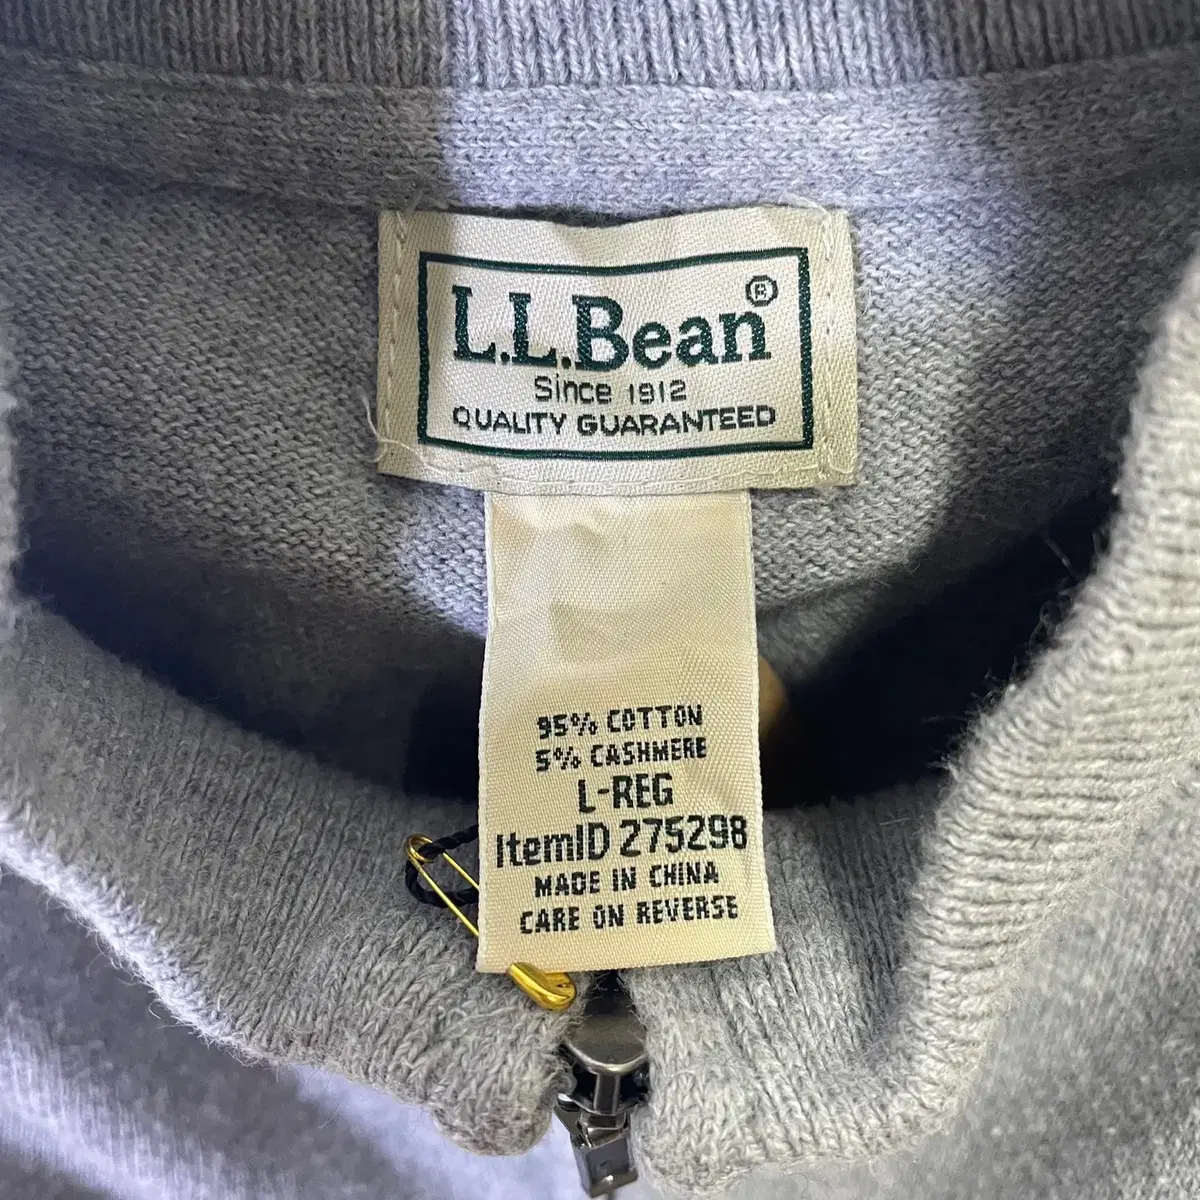 L.L.Bean®
Since 1912
QUALITY GUARANTEED
95% COTTON
5% CASHMERE
L-REG
ItemID 275298
MADE IN CHINA
CARE ON REVERSE